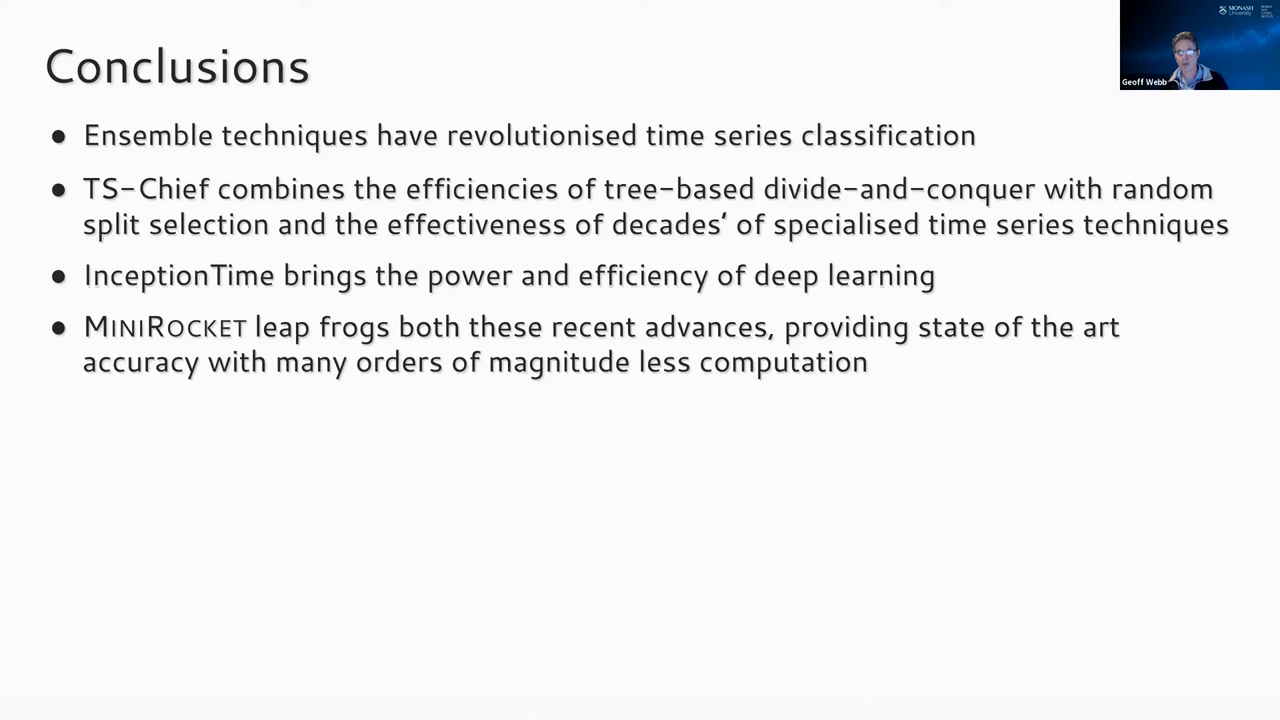 Conclusions
MONASH
University
Geoff Webb
● Ensemble techniques have revolutionised time series classification
● TS-Chief combines the efficiencies of tree-based divide-and-conquer with random
split selection and the effectiveness of decades’ of specialised time series techniques
● InceptionTime brings the power and efficiency of deep learning
● MINIROCKET leap frogs both these recent advances, providing state of the art
accuracy with many orders of magnitude less computation